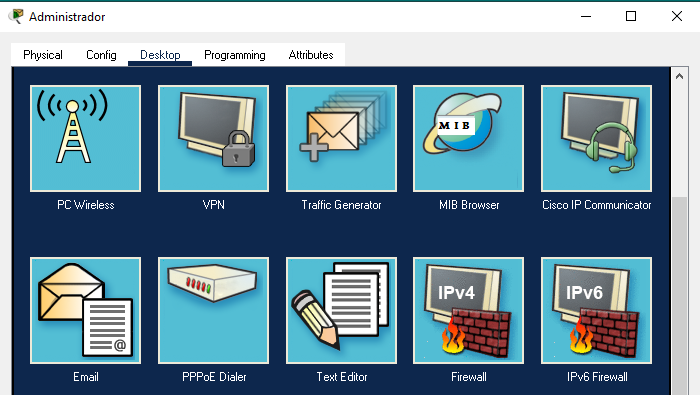 Administrador
Physical Config Desktop Programming Attributes
MIB
PC Wireless VPN Traffic Generator MIB Browser Cisco IP Communicator
@ IPv4 IPv6
Email PPPoE Dialer Text Editor Firewall IPv6 Firewall